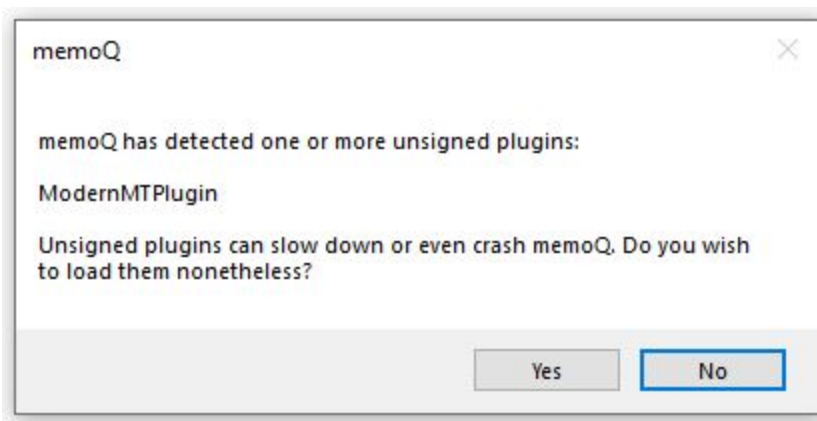 memoQ
memoQ has detected one or more unsigned plugins:
ModernMTPlugin
Unsigned plugins can slow down or even crash memoQ. Do you wish
to load them nonetheless?
Yes
No